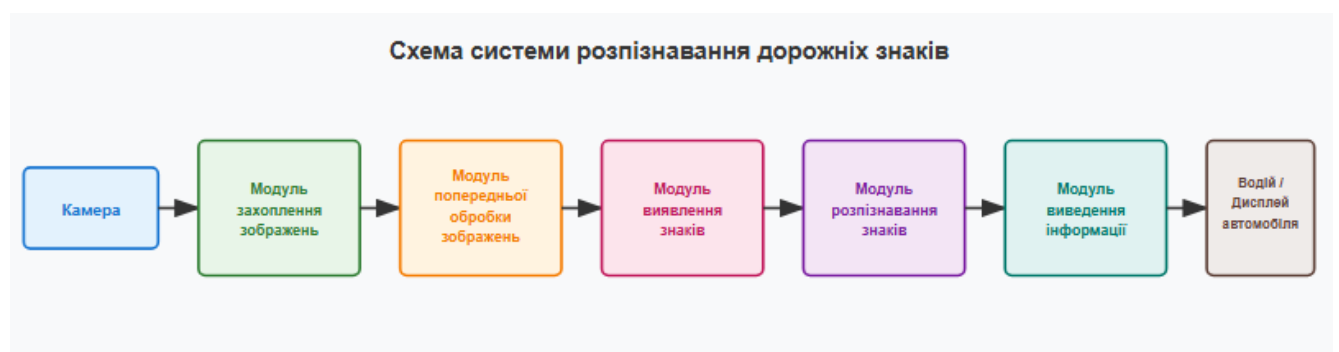 Схема системи розпізнавання дорожніх знаків
Камера
Модуль
захоплення
зображень
Модуль
попередньої
обробки
зображень
Модуль
виявлення
знаків
Модуль
розпізнавання
знаків
Модуль
виведення
інформації
Водій /
Дисплей
автомобіля